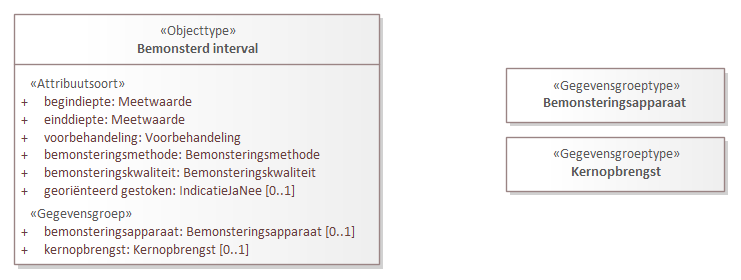 «Objecttype»
Bemonsterd interval
«Attribuutsoort»
+ begindiepte: Meetwaarde
+ einddiepte: Meetwaarde
+ voorbehandeling: Voorbehandeling
+ bemonsteringsmethode: Bemonsteringsmethode
+ bemonsteringskwaliteit: Bemonsteringskwaliteit
+ georiënteerd gestoken: IndicatieJaNee [0..1]
«Gegevensgroep»
+ bemonsteringsapparaat: Bemonsteringsapparaat [0..1]
+ kernopbrengst: Kernopbrengst [0..1]
«Gegevensgroeptype»
Bemonsteringsapparaat
«Gegevensgroeptype»
Kernopbrengst